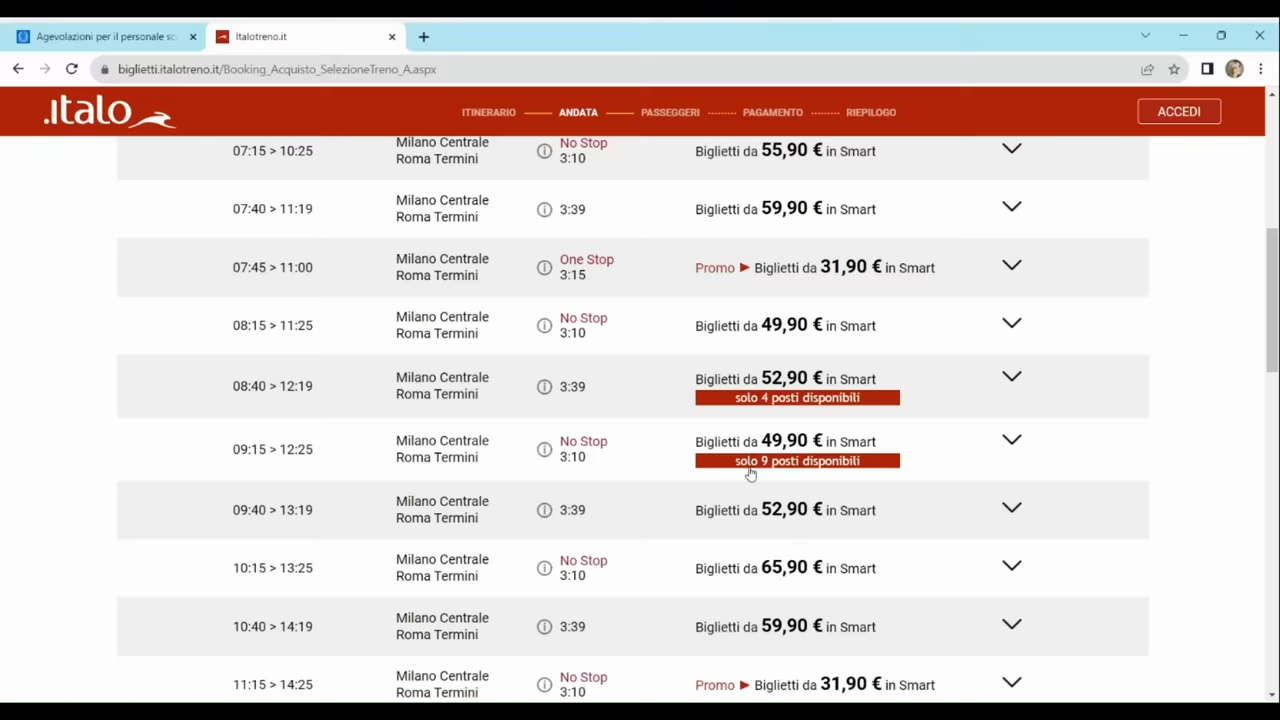 Agevolazioni per il personale sc
Italotreno.it
biglietti.italotreno.it/Booking_Acquisto_SelezioneTreno_A.aspx
.italo
ITINERARIO
ANDATA
PASSEGGERI
PAGAMENTO
RIEPILOGO
ACCEDI
07:15 > 10:25
Milano Centrale
Roma Termini
No Stop
3:10
Biglietti da 55,90 € in Smart
07:40 > 11:19
Milano Centrale
Roma Termini
3:39
Biglietti da 59,90 € in Smart
07:45 > 11:00
Milano Centrale
Roma Termini
One Stop
3:15
Promo ► Biglietti da 31,90 € in Smart
08:15 > 11:25
Milano Centrale
Roma Termini
No Stop
3:10
Biglietti da 49,90 € in Smart
08:40 > 12:19
Milano Centrale
Roma Termini
3:39
Biglietti da 52,90 € in Smart
solo 4 posti disponibili
09:15 > 12:25
Milano Centrale
Roma Termini
No Stop
3:10
Biglietti da 49,90 € in Smart
solo 9 posti disponibili
09:40 > 13:19
Milano Centrale
Roma Termini
3:39
Biglietti da 52,90 € in Smart
10:15 > 13:25
Milano Centrale
Roma Termini
No Stop
3:10
Biglietti da 65,90 € in Smart
10:40 > 14:19
Milano Centrale
Roma Termini
3:39
Biglietti da 59,90 € in Smart
11:15 > 14:25
Milano Centrale
Roma Termini
No Stop
3:10
Promo ► Biglietti da 31,90 € in Smart